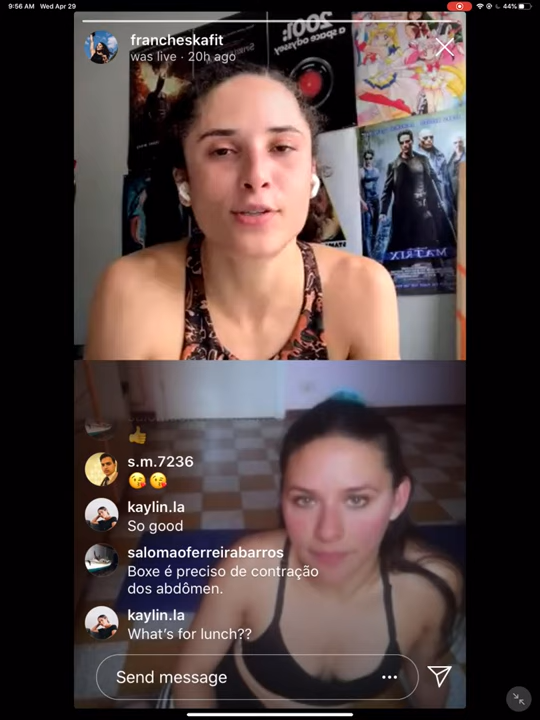 9:56 AM Wed Apr 29
44%
francheskafit
was live · 20h ago
2001:
a space odyssey
MATRIX
s.m.7236
😘😘
kaylin.la
So good
salomaoferreirabarros
Boxe é preciso de contração
dos abdômen.
kaylin.la
What's for lunch??
Send message